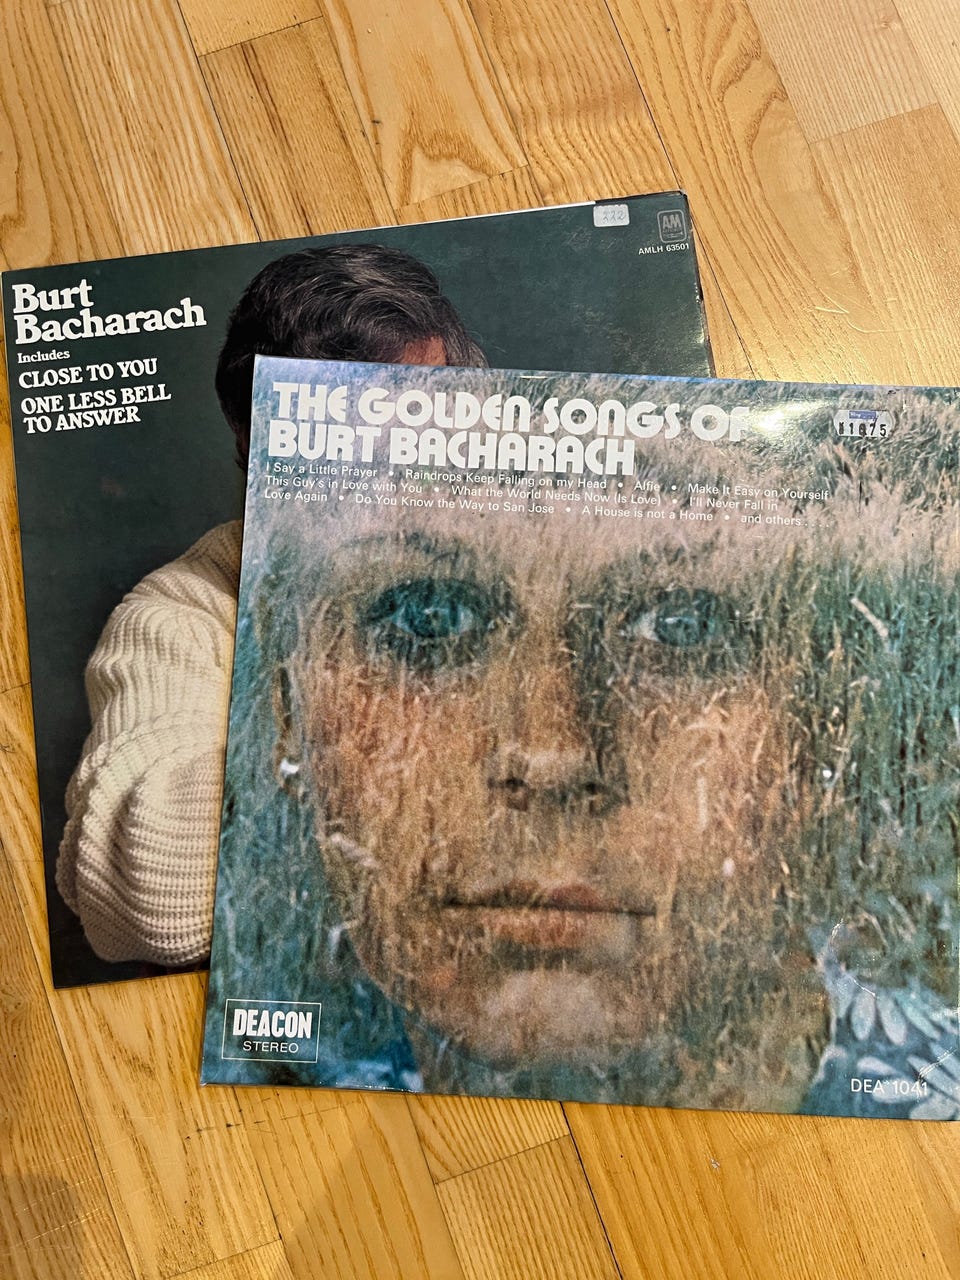 222
AM
AMLH 63501
Burt
Bacharach
Includes
CLOSE TO YOU
ONE LESS BELL
TO ANSWER
THE GOLDEN SONGS OF
BURT BACHARACH
I Say a Little Prayer • Raindrops Keep Falling on my Head • Alfie • Make It Easy on Yourself
This Guy's in Love with You • What the World Needs Now (Is Love) • I'll Never Fall in
Love Again • Do You Know the Way to San Jose • A House is not a Home • and others . . . .
DEACON
STEREO
DEA 1041